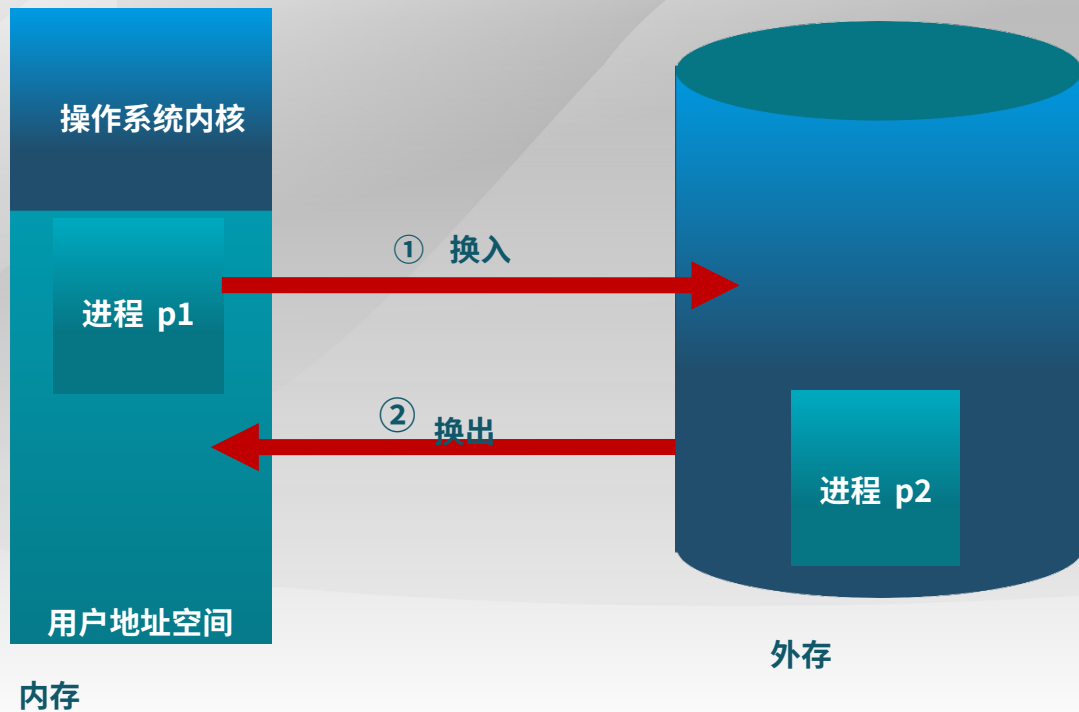 操作系统内核
① 换入
进程 p1
② 换出
进程 p2
用户地址空间
外存
内存